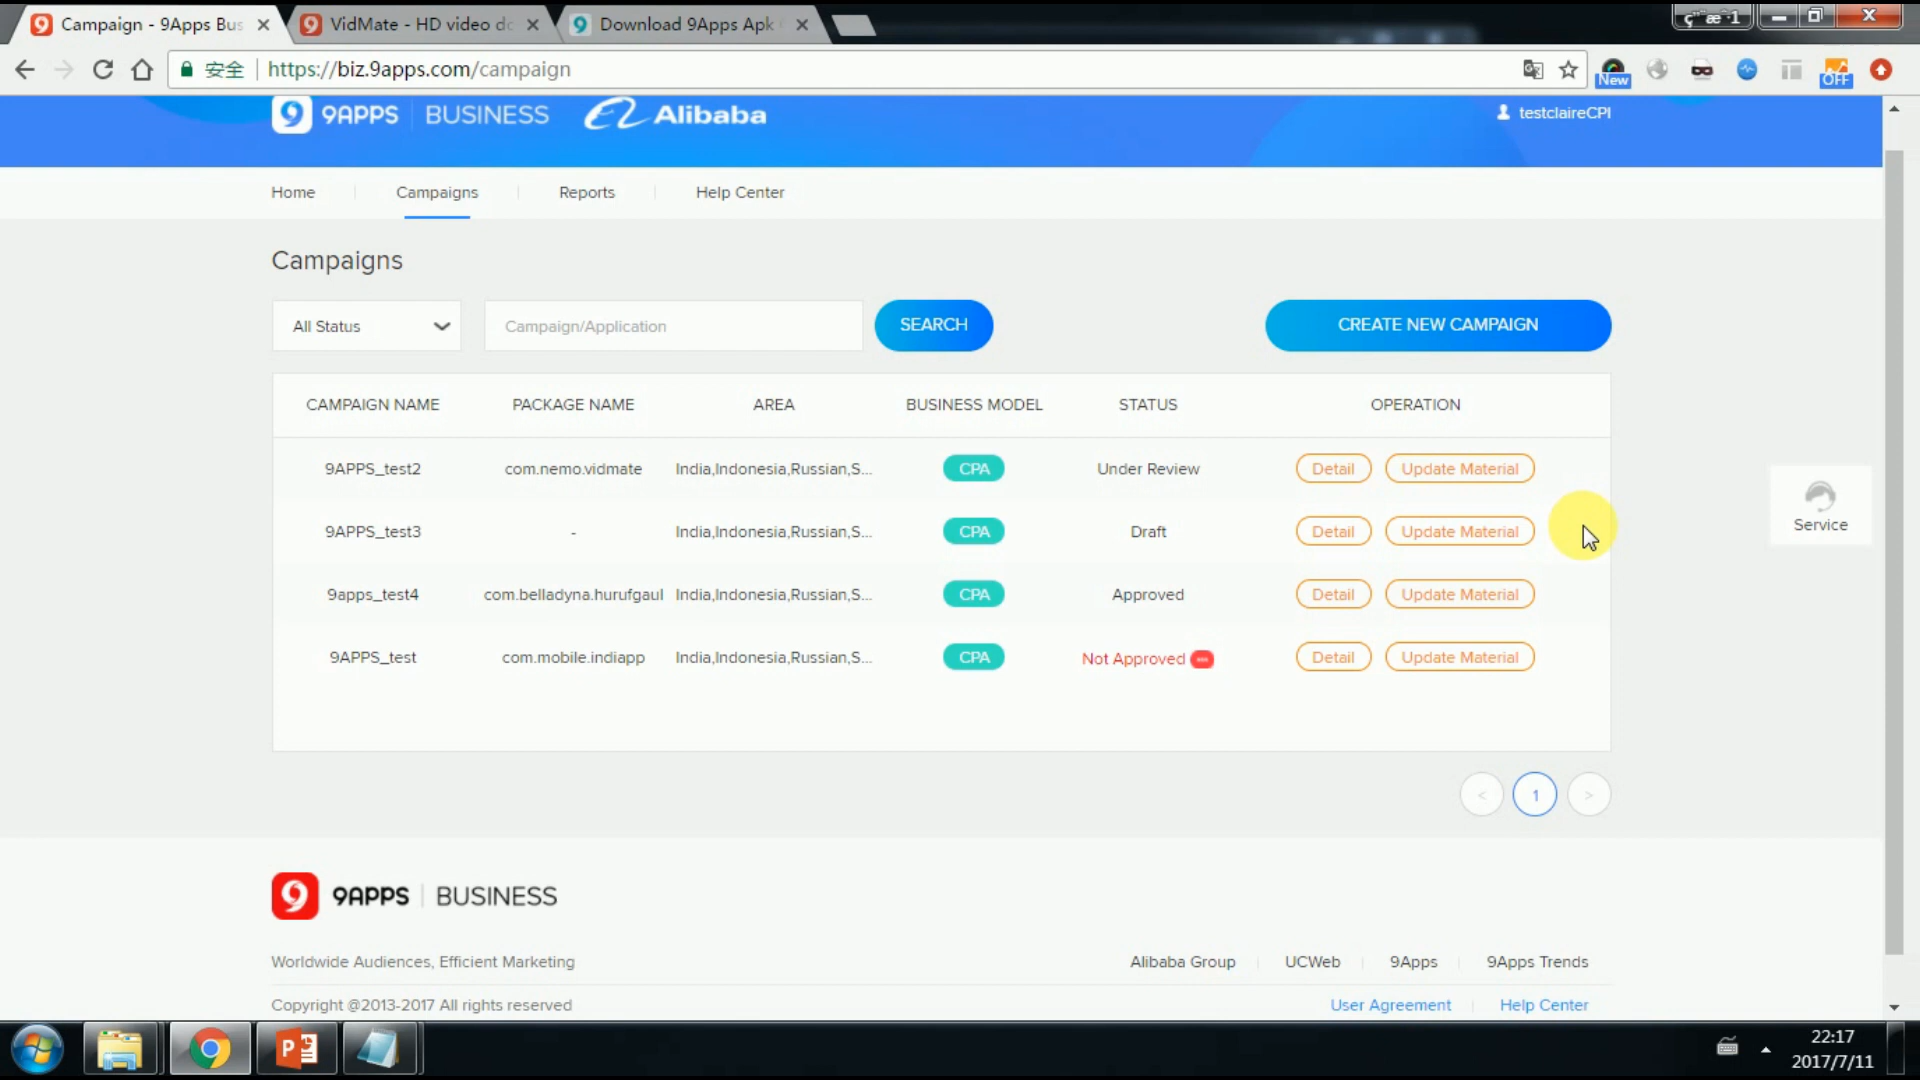 Campaign - 9Apps Bus
VidMate - HD video do
Download 9Apps Apk
安全 https://biz.9apps.com/campaign
New
OFF
9APPS BUSINESS Alibaba
testclaireCPI
Home Campaigns Reports Help Center
Campaigns
All Status Campaign/Application SEARCH CREATE NEW CAMPAIGN
CAMPAIGN NAME PACKAGE NAME AREA BUSINESS MODEL STATUS OPERATION
9APPS_test2 com.nemo.vidmate India,Indonesia,Russian,S... CPA Under Review Detail Update Material
9APPS_test3 - India,Indonesia,Russian,S... CPA Draft Detail Update Material
9apps_test4 com.belladyna.hurufgaul India,Indonesia,Russian,S... CPA Approved Detail Update Material
9APPS_test com.mobile.indiapp India,Indonesia,Russian,S... CPA Not Approved Detail Update Material
Service
< 1 >
9APPS BUSINESS
Worldwide Audiences, Efficient Marketing
Alibaba Group UCWeb 9Apps 9Apps Trends
Copyright @2013-2017 All rights reserved
User Agreement Help Center
22:17
2017/7/11